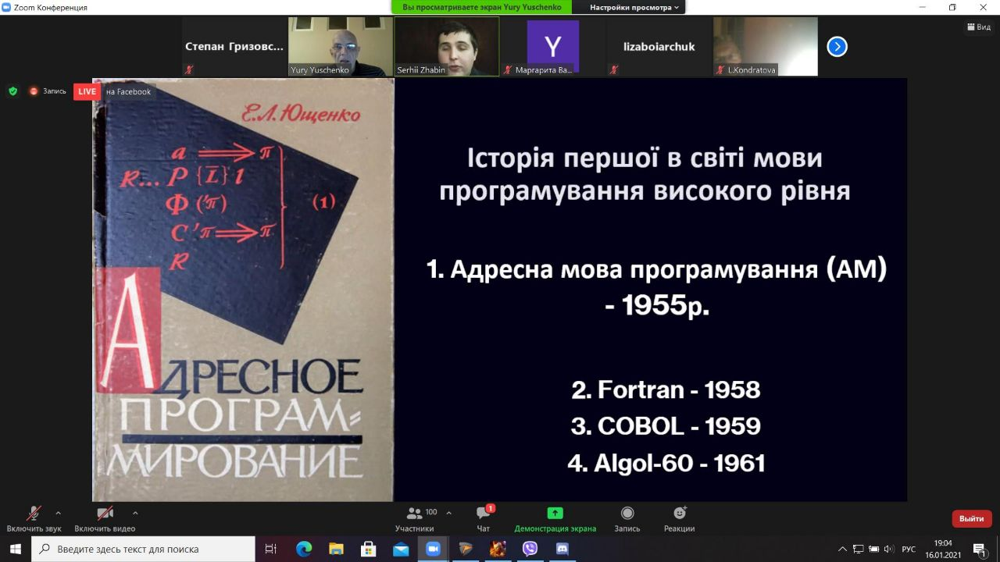 Zoom Конференция
Вы просматриваете экран Yury Yuschenko
Настройки просмотра
Вид
Степан Гризовс...
Yury Yuschenko
Serhii Zhabin
Y
Маргарита Ва...
lizaboiarchuk
L.Kondratova
Запись
LIVE на Facebook
Е.Л.Ющенко
a ⟹ π
R... P {L̅} l
Ф ('π)
(1)
C 'π ⟹ π
R
АДРЕСНОЕ
ПРОГРАМ=
МИРОВАНИЕ
Історія першої в світі мови
програмування високого рівня
1. Адресна мова програмування (АМ)
- 1955р.
2. Fortran - 1958
3. COBOL - 1959
4. Algol-60 - 1961
Включить звук
Включить видео
100
Участники
1
Чат
Демонстрация экрана
Запись
Реакции
Выйти
Введите здесь текст для поиска
РУС
19:04
16.01.2021
1